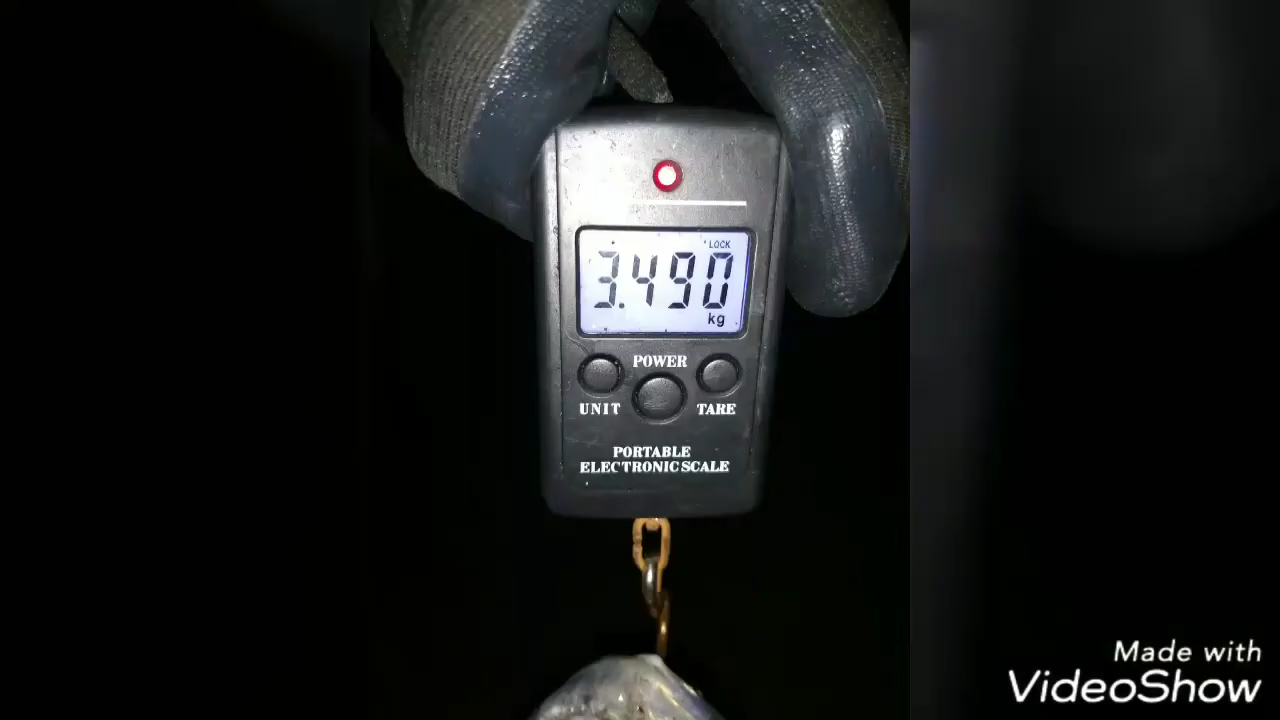 LOCK
3.490
kg
POWER
UNIT
TARE
PORTABLE
ELECTRONIC SCALE
Made with
VideoShow